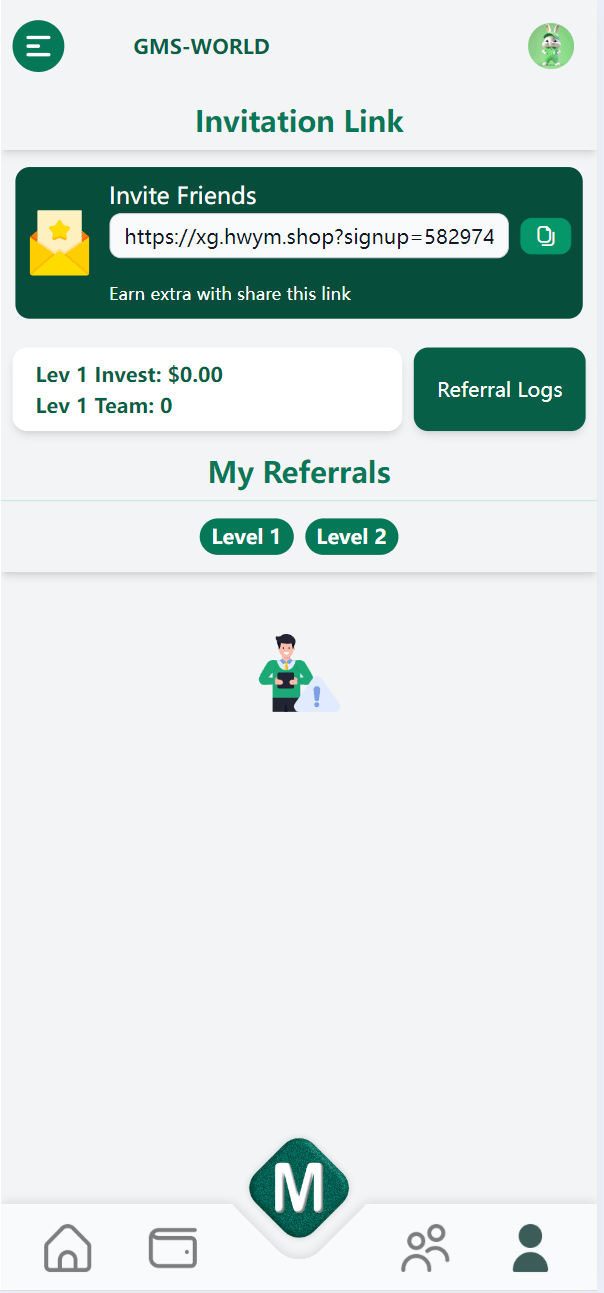 GMS-WORLD
Invitation Link
Invite Friends
https://xg.hwym.shop?signup=582974
Earn extra with share this link
Lev 1 Invest: $0.00
Lev 1 Team: 0
Referral Logs
My Referrals
Level 1
Level 2
M